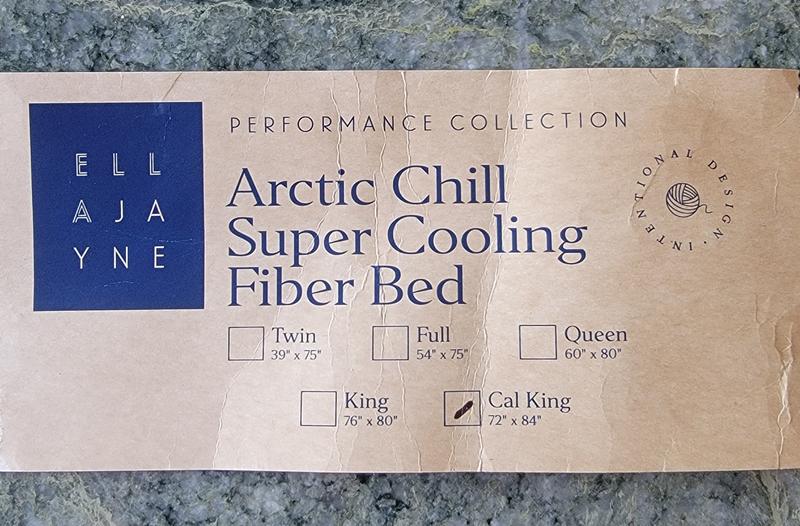 ELL
AJA
YNE
PERFORMANCE COLLECTION
Arctic Chill
Super Cooling
Fiber Bed
INTENTIONAL DESIGN ·
Twin
39" x 75"
Full
54" x 75"
Queen
60" x 80"
King
76" x 80"
Cal King
72" x 84"